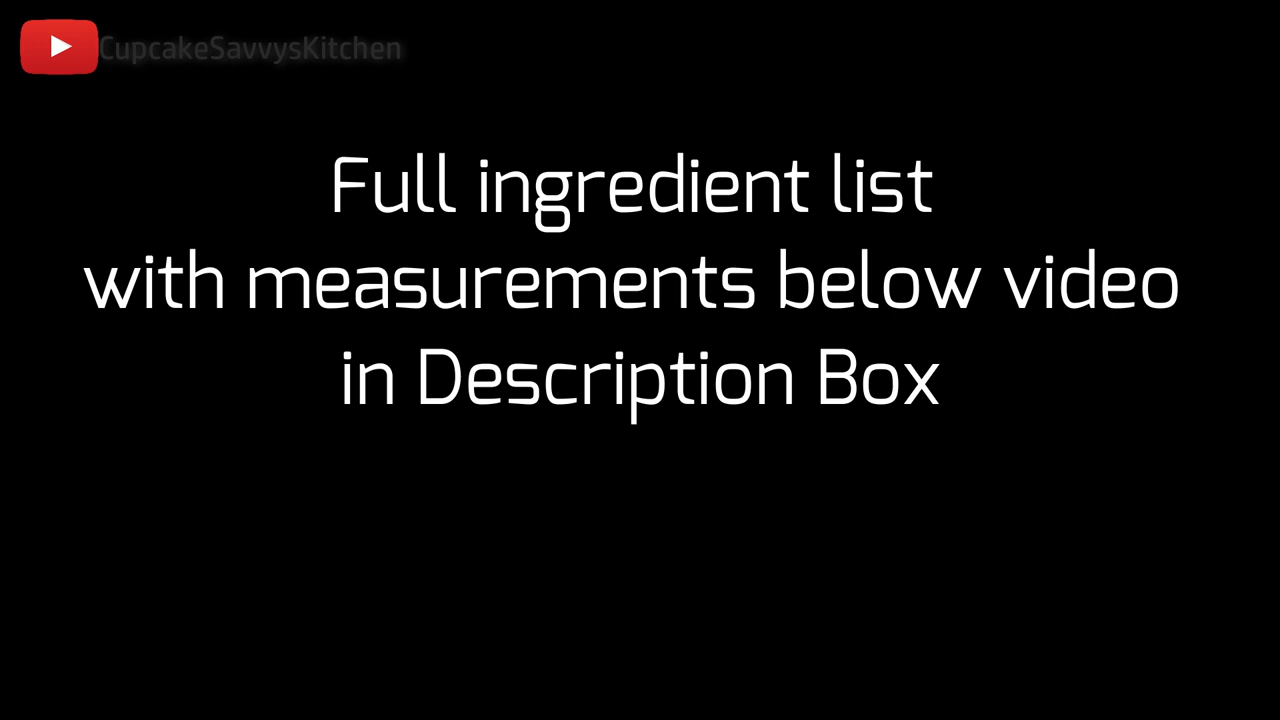 CupcakeSavvysKitchen
Full ingredient list
with measurements below video
in Description Box